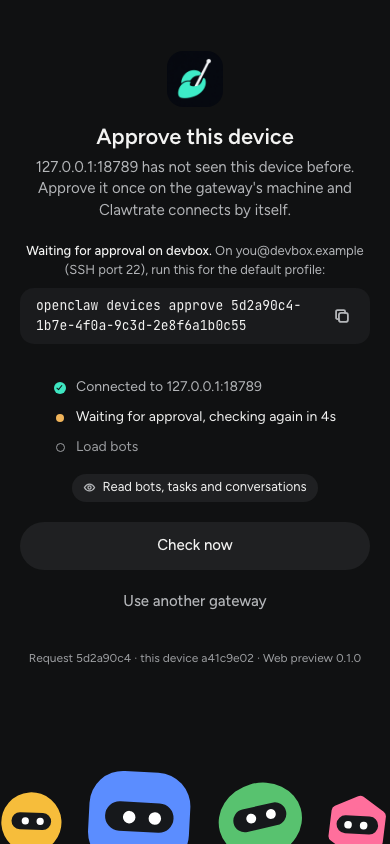 Approve this device
127.0.0.1:18789 has not seen this device before.
Approve it once on the gateway's machine and
Clawtrate connects by itself.
Waiting for approval on devbox. On you@devbox.example
(SSH port 22), run this for the default profile:
openclaw devices approve 5d2a90c4-
1b7e-4f0a-9c3d-2e8f6a1b0c55
Connected to 127.0.0.1:18789
Waiting for approval, checking again in 4s
Load bots
Read bots, tasks and conversations
Check now
Use another gateway
Request 5d2a90c4 · this device a41c9e02 · Web preview 0.1.0